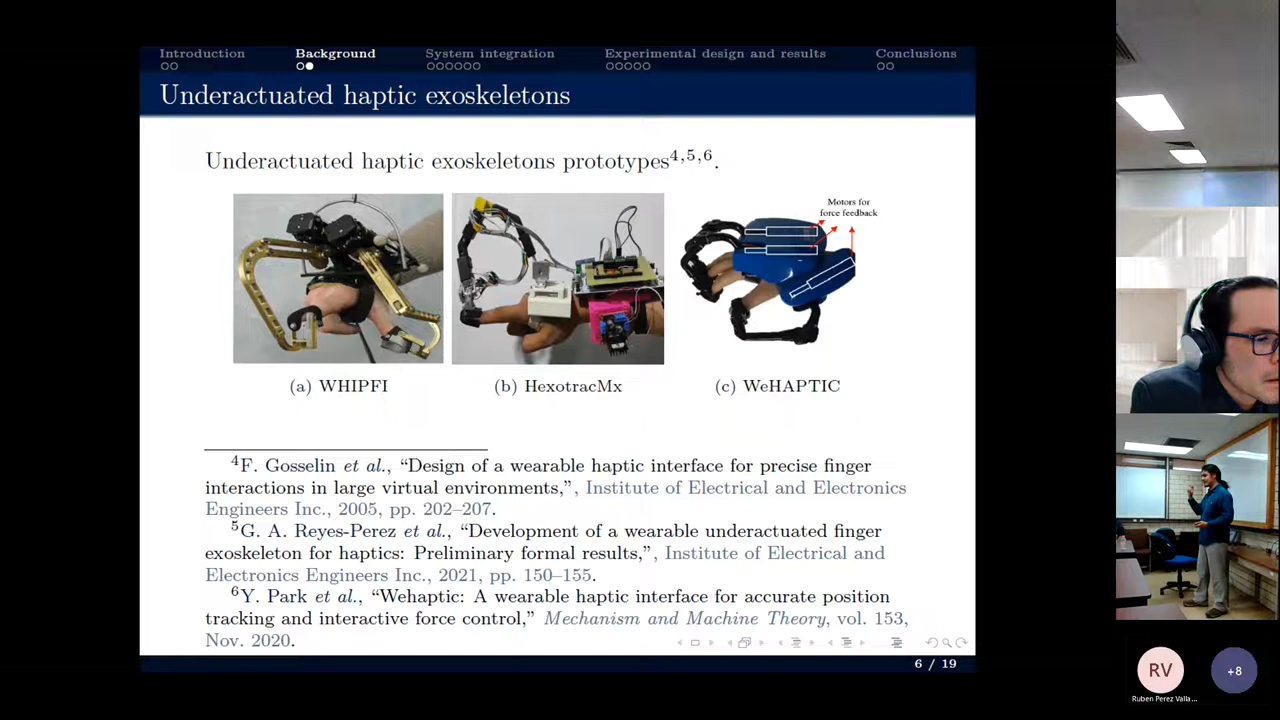 Introduction Background System integration Experimental design and results Conclusions
Underactuated haptic exoskeletons
Underactuated haptic exoskeletons prototypes4,5,6.
Motors for
force feedback
(a) WHIPFI (b) HexotracMx (c) WeHAPTIC
4F. Gosselin et al., “Design of a wearable haptic interface for precise finger
interactions in large virtual environments,”, Institute of Electrical and Electronics
Engineers Inc., 2005, pp. 202–207.
5G. A. Reyes-Perez et al., “Development of a wearable underactuated finger
exoskeleton for haptics: Preliminary formal results,”, Institute of Electrical and
Electronics Engineers Inc., 2021, pp. 150–155.
6Y. Park et al., “Wehaptic: A wearable haptic interface for accurate position
tracking and interactive force control,” Mechanism and Machine Theory, vol. 153,
Nov. 2020.
6 / 19
RV
+8
Ruben Perez Valla...